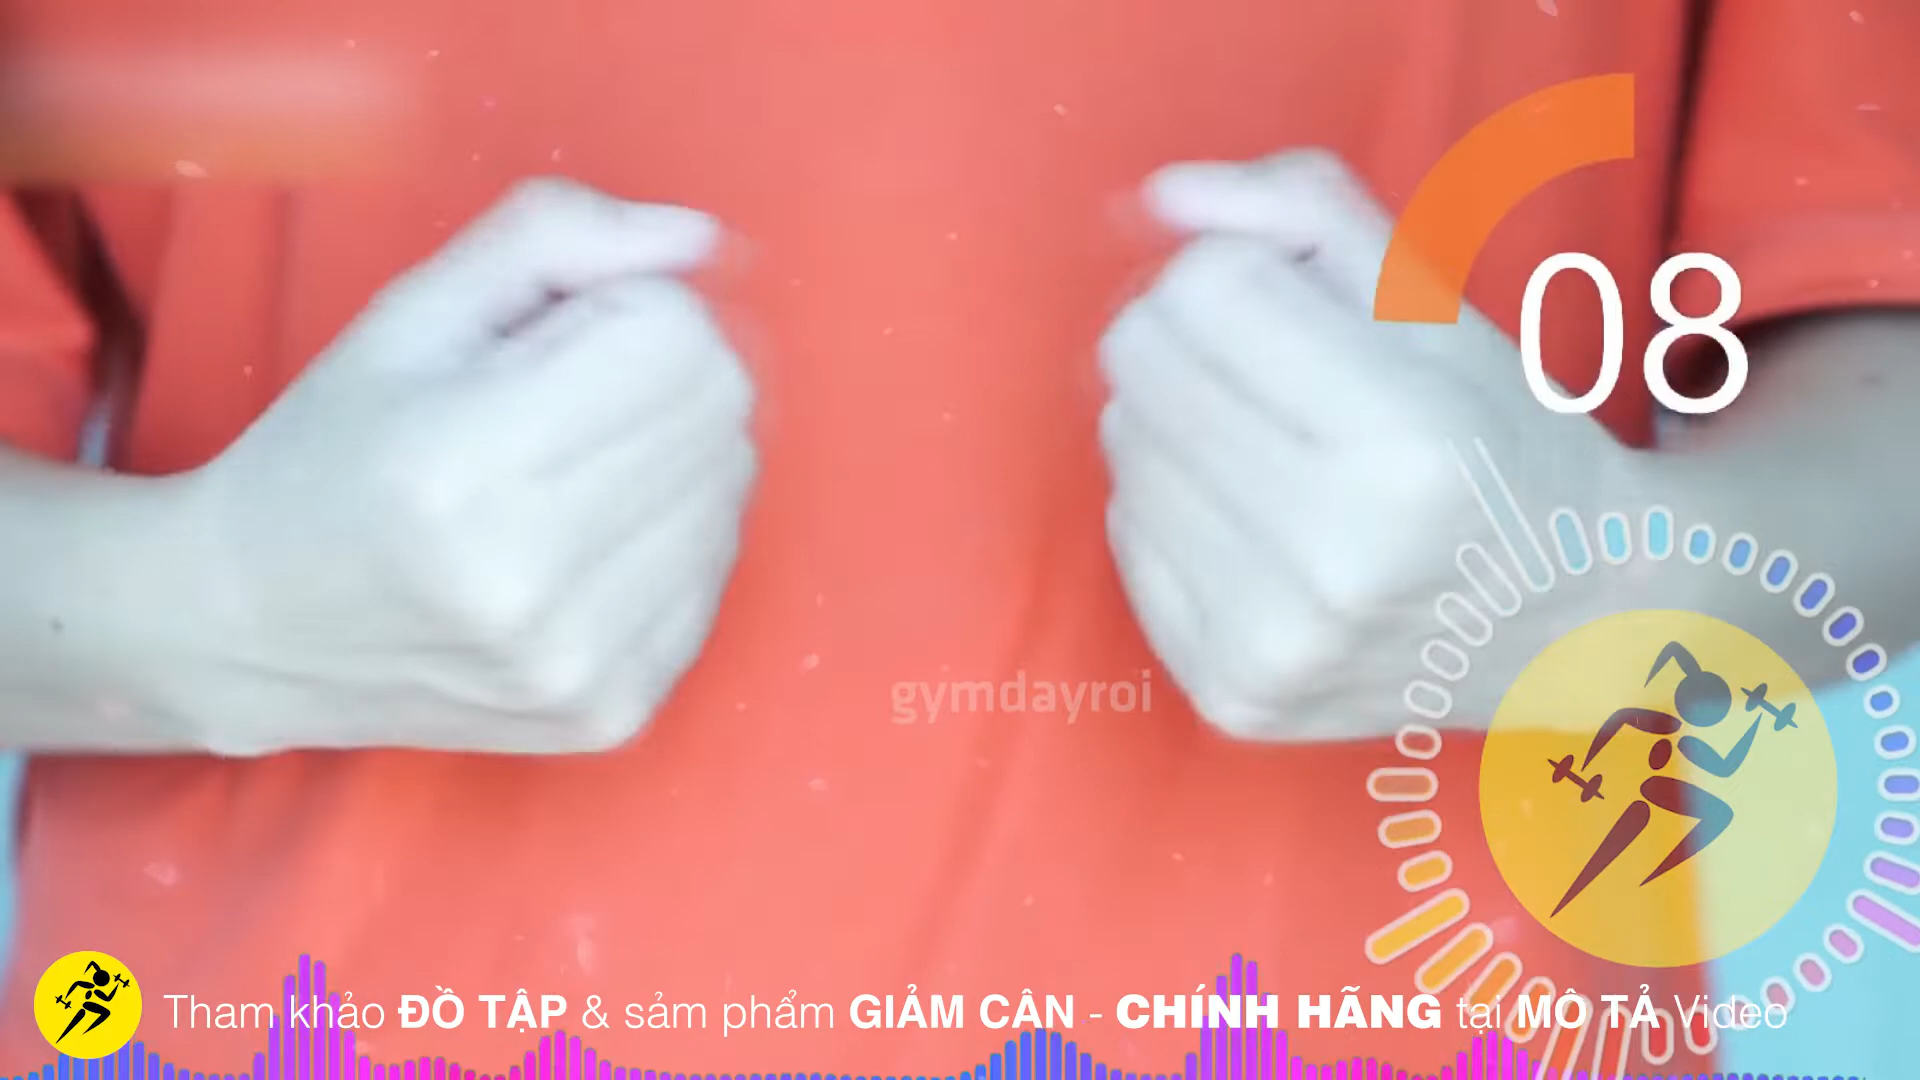 08
gymdayroi
Tham khảo ĐỒ TẬP & sảm phẩm GIẢM CÂN - CHÍNH HÃNG tại MÔ TẢ Video